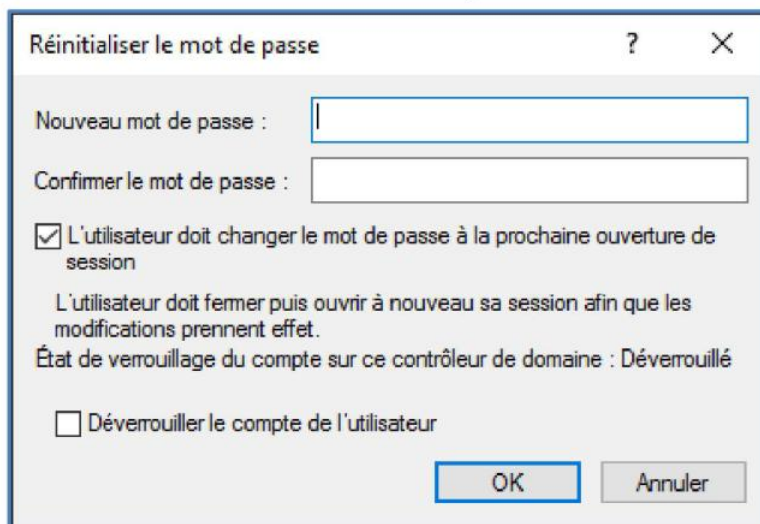 Réinitialiser le mot de passe ? X
Nouveau mot de passe :
Confirmer le mot de passe :
L'utilisateur doit changer le mot de passe à la prochaine ouverture de
session
L'utilisateur doit fermer puis ouvrir à nouveau sa session afin que les
modifications prennent effet.
État de verrouillage du compte sur ce contrôleur de domaine : Déverrouillé
Déverrouiller le compte de l'utilisateur
OK Annuler